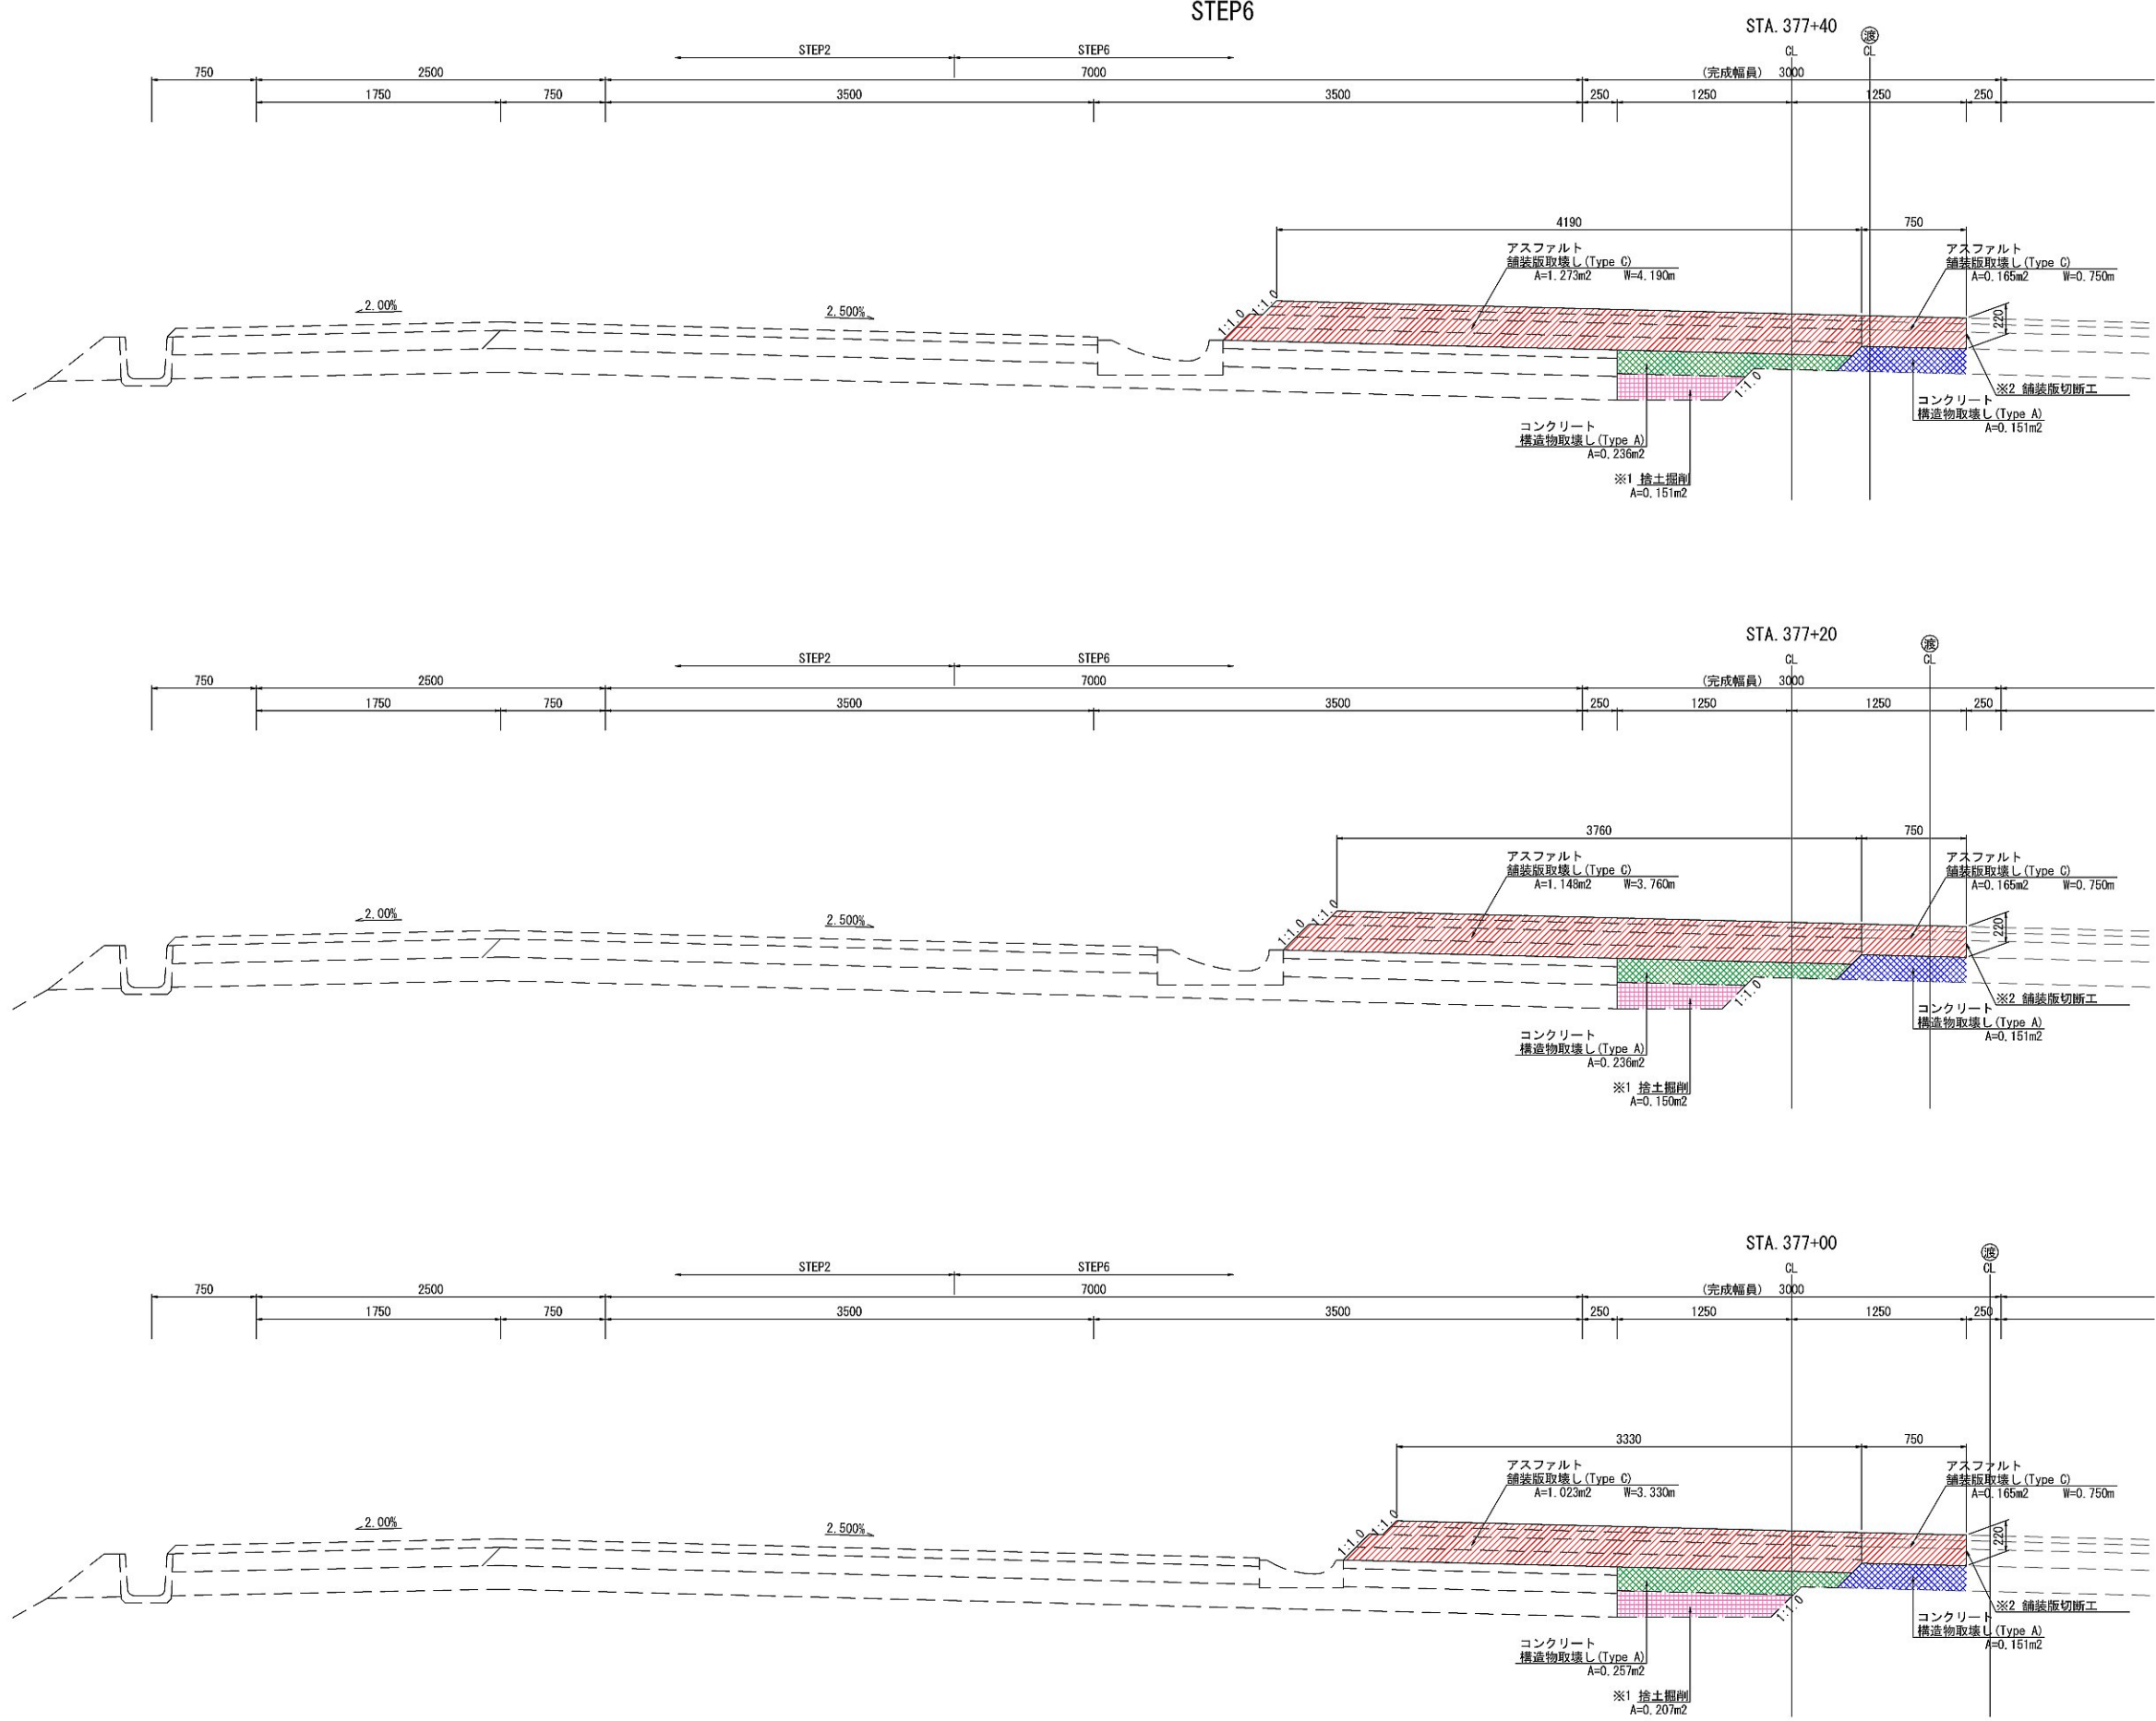 STEP6
STA. 377+40
渡
STEP2 STEP6 CL CL
750 2500 7000 (完成幅員) 3000
1750 750 3500 3500 250 1250 1250 250
4190 750
アスファルト
舗装版取壊し(Type C)
A=1.273m2 W=4.190m
アスファルト
舗装版取壊し(Type C)
A=0.165m2 W=0.750m
2.00%
2.500%
1:1.0
1:1.0
220
1:1.0
※2 舗装版切断工
コンクリート
構造物取壊し(Type A)
A=0.151m2
コンクリート
構造物取壊し(Type A)
A=0.236m2
※1 捨土掘削
A=0.151m2
STA. 377+20
渡
STEP2 STEP6 CL CL
750 2500 7000 (完成幅員) 3000
1750 750 3500 3500 250 1250 1250 250
3760 750
アスファルト
舗装版取壊し(Type C)
A=1.148m2 W=3.760m
アスファルト
舗装版取壊し(Type C)
A=0.165m2 W=0.750m
2.00%
2.500%
1:1.0
1:1.0
220
1:1.0
※2 舗装版切断工
コンクリート
構造物取壊し(Type A)
A=0.151m2
コンクリート
構造物取壊し(Type A)
A=0.236m2
※1 捨土掘削
A=0.150m2
STA. 377+00
渡
STEP2 STEP6 CL CL
750 2500 7000 (完成幅員) 3000
1750 750 3500 3500 250 1250 1250 250
3330 750
アスファルト
舗装版取壊し(Type C)
A=1.023m2 W=3.330m
アスファルト
舗装版取壊し(Type C)
A=0.165m2 W=0.750m
2.00%
2.500%
1:1.0
1:1.0
220
1:1.0
※2 舗装版切断工
コンクリート
構造物取壊し(Type A)
A=0.151m2
コンクリート
構造物取壊し(Type A)
A=0.257m2
※1 捨土掘削
A=0.207m2